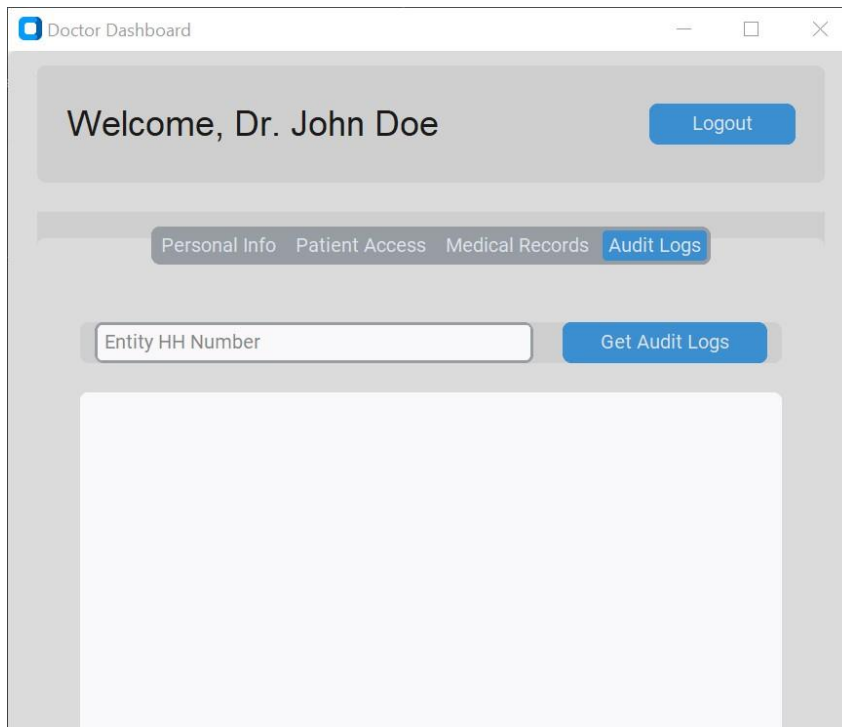 Doctor Dashboard
Welcome, Dr. John Doe
Logout
Personal Info Patient Access Medical Records Audit Logs
Entity HH Number
Get Audit Logs